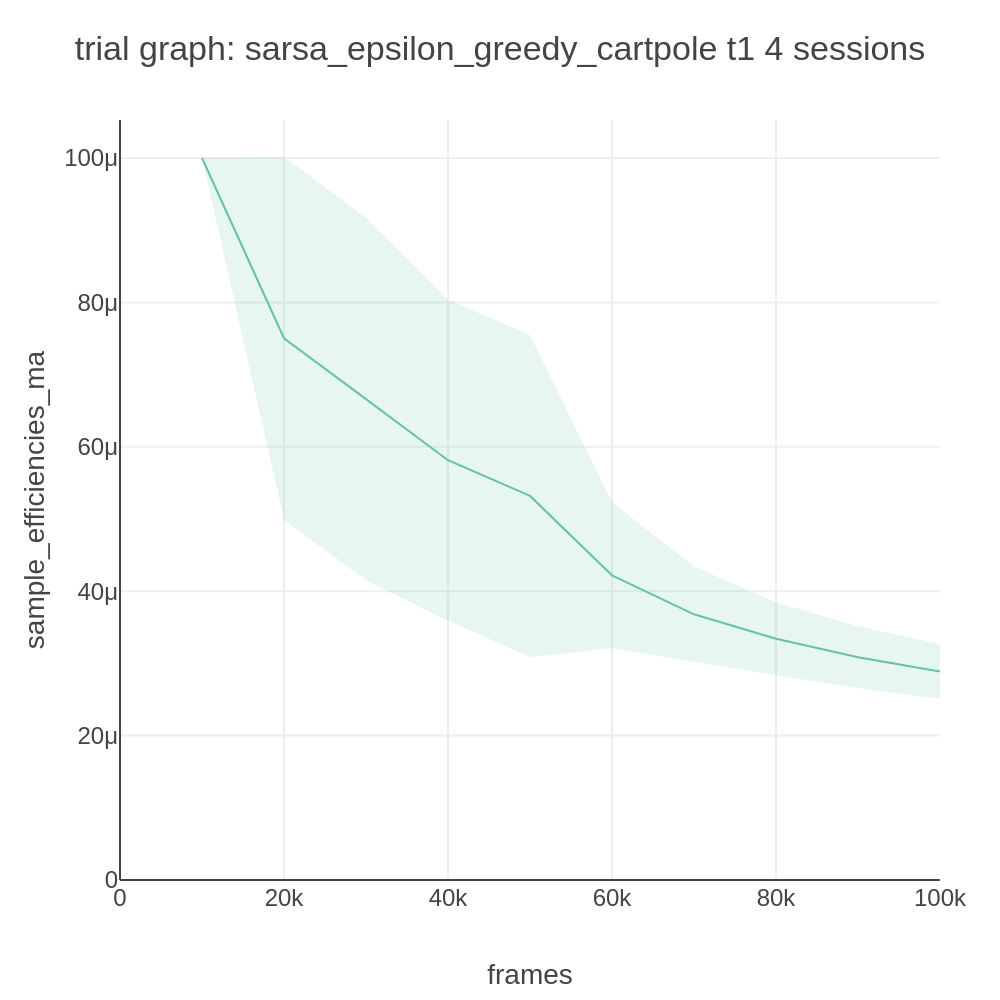 trial graph: sarsa_epsilon_greedy_cartpole t1 4 sessions
100μ
80μ
60μ
40μ
20μ
0
sample_efficiencies_ma
0
20k
40k
60k
80k
100k
frames